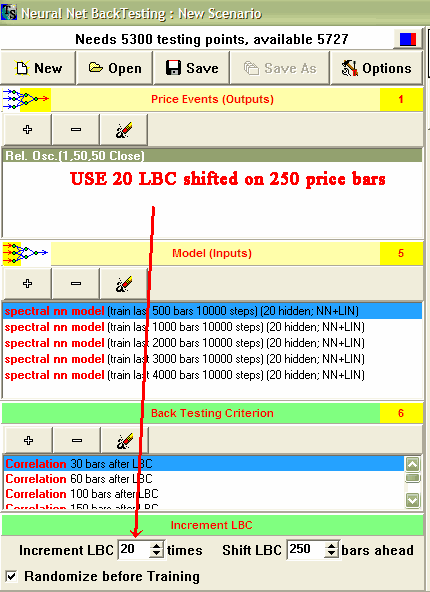 Neural Net BackTesting : New Scenario
Needs 5300 testing points, available 5727
New Open Save Save As Options
Price Events (Outputs) 1
+ −
Rel. Osc.(1,50,50 Close)
USE 20 LBC shifted on 250 price bars
Model (Inputs) 5
+ −
spectral nn model (train last 500 bars 10000 steps) (20 hidden; NN+LIN)
spectral nn model (train last 1000 bars 10000 steps) (20 hidden; NN+LIN)
spectral nn model (train last 2000 bars 10000 steps) (20 hidden; NN+LIN)
spectral nn model (train last 3000 bars 10000 steps) (20 hidden; NN+LIN)
spectral nn model (train last 4000 bars 10000 steps) (20 hidden; NN+LIN)
Back Testing Criterion 6
+ −
Correlation 30 bars after LBC
Correlation 60 bars after LBC
Correlation 100 bars after LBC
Correlation 150 bars after LBC
Increment LBC
Increment LBC 20 times Shift LBC 250 bars ahead
Randomize before Training